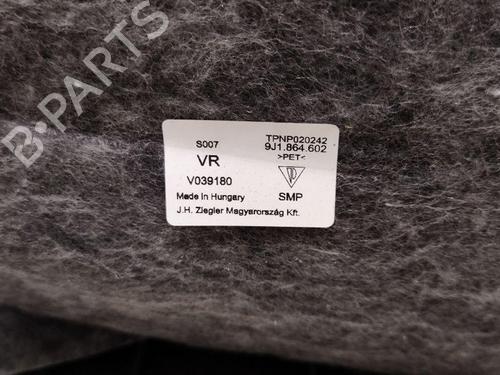 B-PARTS
S007
TPNP020242
9J1.864.602
VR
>PET<
V039180
Made In Hungary
SMP
J.H. Ziegler Magyarország Kft.